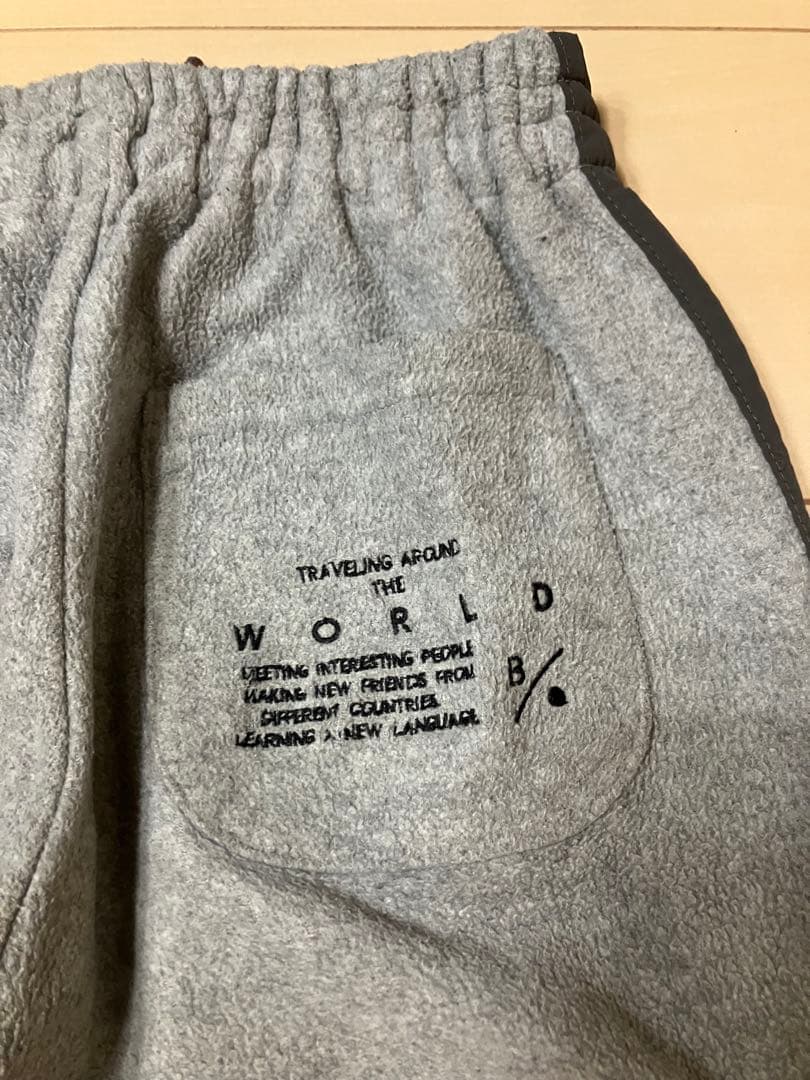 TRAVELING AROUND
THE
WORLD
MEETING INTERESTING PEOPLE
MAKING NEW FRIENDS FROM
DIFFERENT COUNTRIES
LEARNING A NEW LANGUAGE
B/.